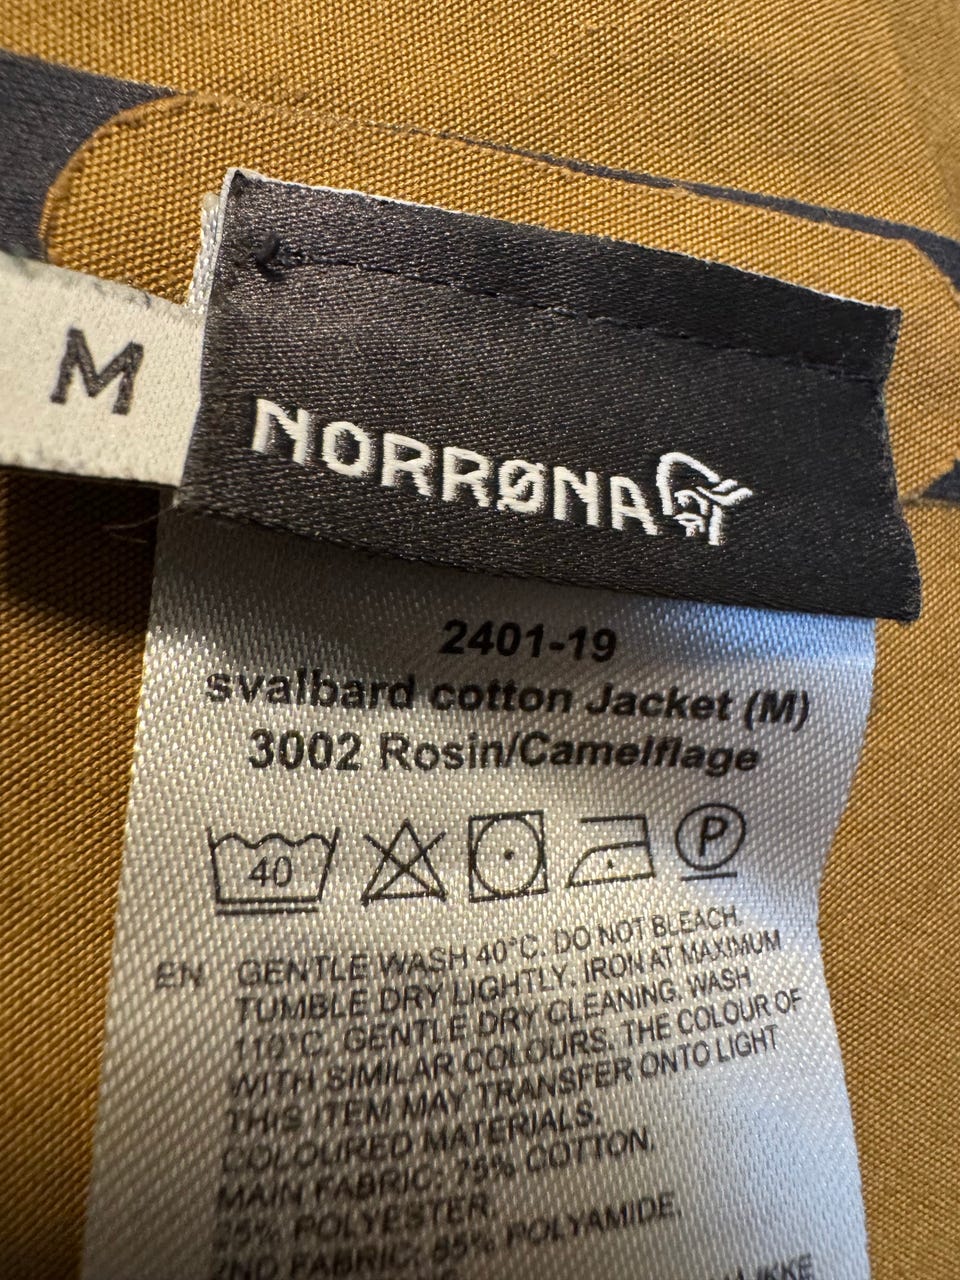 M
NORRØNA
2401-19
svalbard cotton Jacket (M)
3002 Rosin/Camelflage
40
P
EN GENTLE WASH 40°C. DO NOT BLEACH.
TUMBLE DRY LIGHTLY. IRON AT MAXIMUM
110°C. GENTLE DRY CLEANING. WASH
WITH SIMILAR COLOURS. THE COLOUR OF
THIS ITEM MAY TRANSFER ONTO LIGHT
COLOURED MATERIALS.
MAIN FABRIC: 75% COTTON,
25% POLYESTER.
2ND FABRIC: 85% POLYAMIDE,